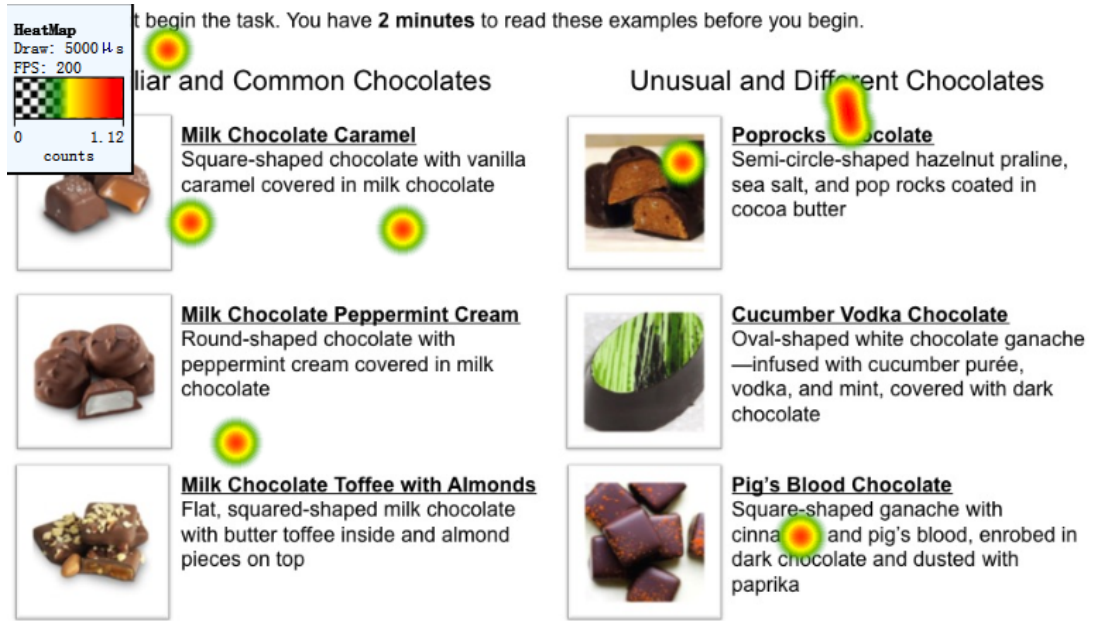 HeatMap
Draw: 5000 μs
FPS: 200
0 1.12
counts
t begin the task. You have 2 minutes to read these examples before you begin.
liar and Common Chocolates
Milk Chocolate Caramel
Square-shaped chocolate with vanilla
caramel covered in milk chocolate
Milk Chocolate Peppermint Cream
Round-shaped chocolate with
peppermint cream covered in milk
chocolate
Milk Chocolate Toffee with Almonds
Flat, squared-shaped milk chocolate
with butter toffee inside and almond
pieces on top
Unusual and Different Chocolates
Poprocks Chocolate
Semi-circle-shaped hazelnut praline,
sea salt, and pop rocks coated in
cocoa butter
Cucumber Vodka Chocolate
Oval-shaped white chocolate ganache
—infused with cucumber purée,
vodka, and mint, covered with dark
chocolate
Pig's Blood Chocolate
Square-shaped ganache with
cinna and pig's blood, enrobed in
dark chocolate and dusted with
paprika